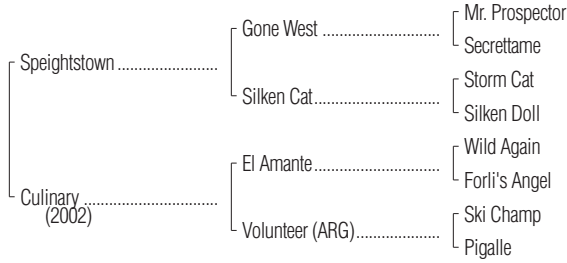 Mr. Prospector
Gone West ..............................
Secrettame
Speightstown .........................
Storm Cat
Silken Cat................................
Silken Doll
Wild Again
El Amante................................
Forli's Angel
Culinary ..................................
(2002)
Ski Champ
Volunteer (ARG).....................
Pigalle